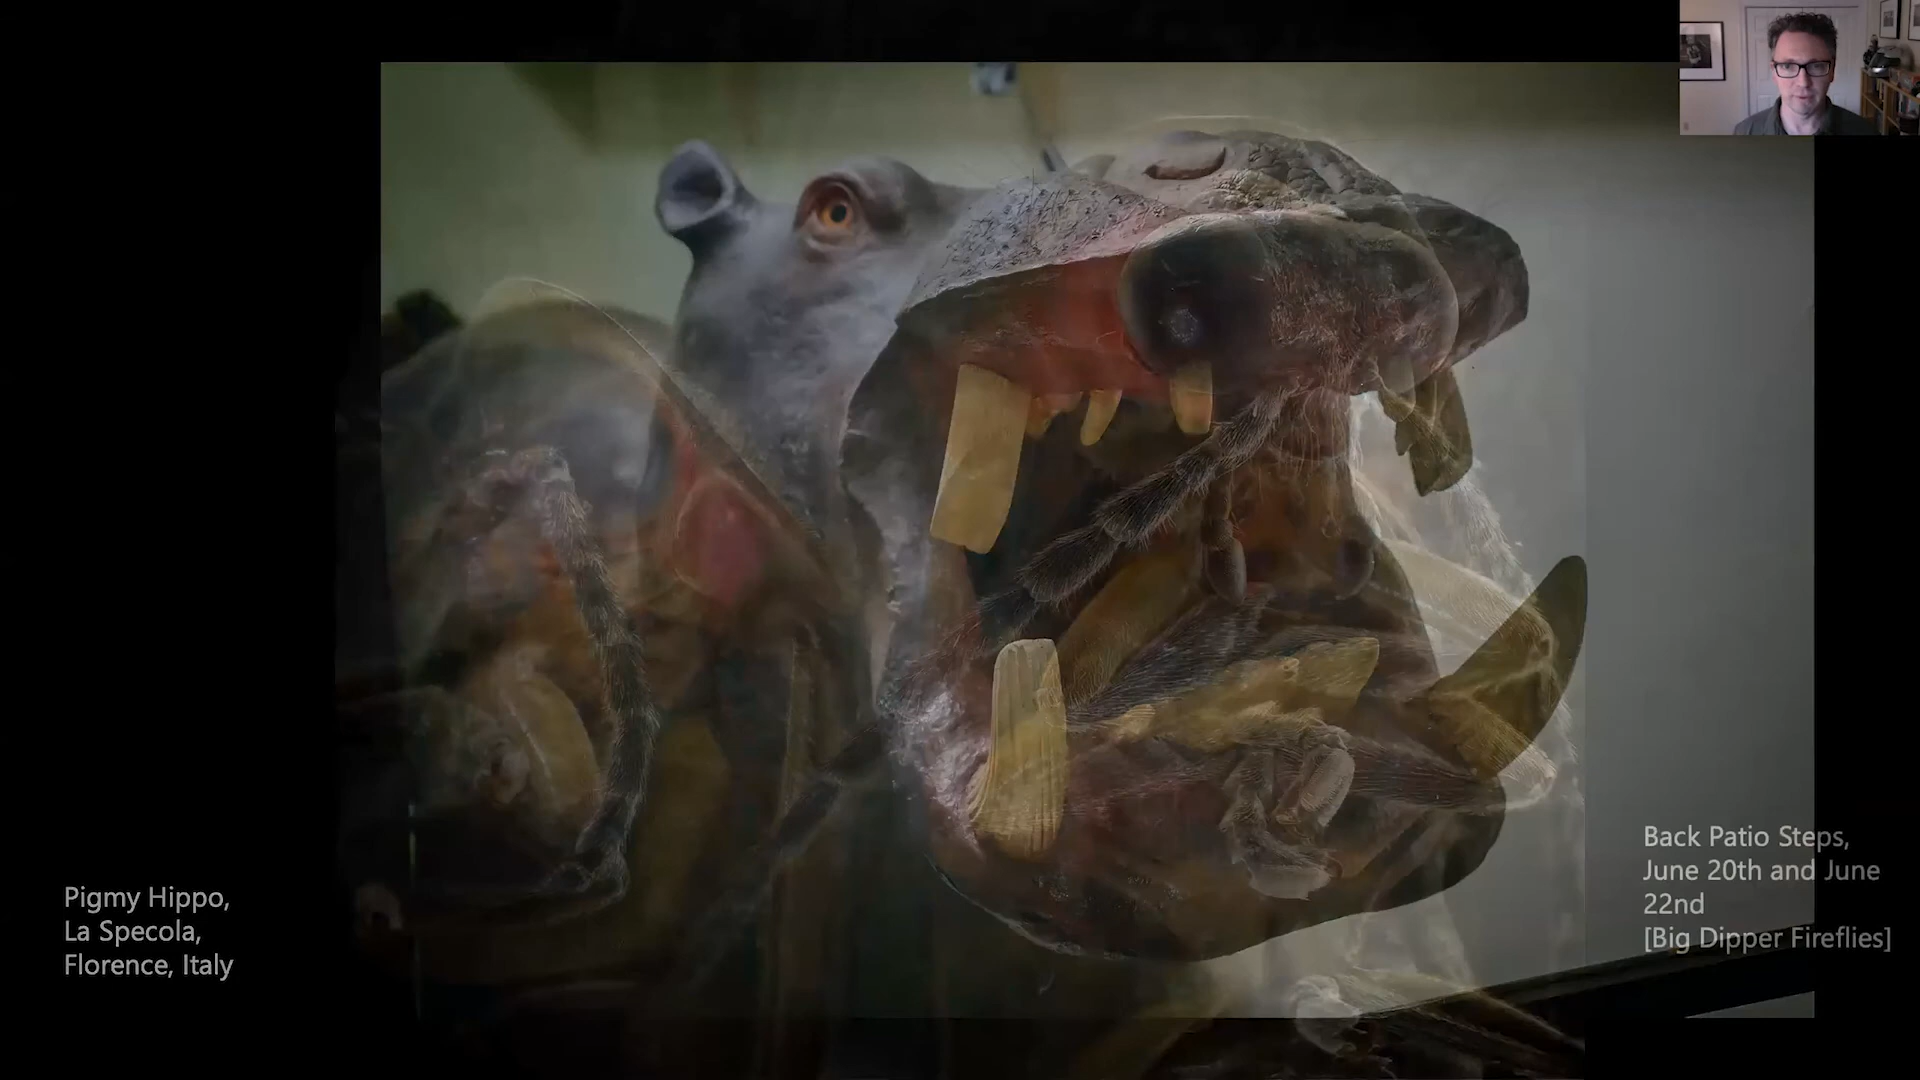 Pigmy Hippo,
La Specola,
Florence, Italy
Back Patio Steps,
June 20th and June
22nd
[Big Dipper Fireflies]